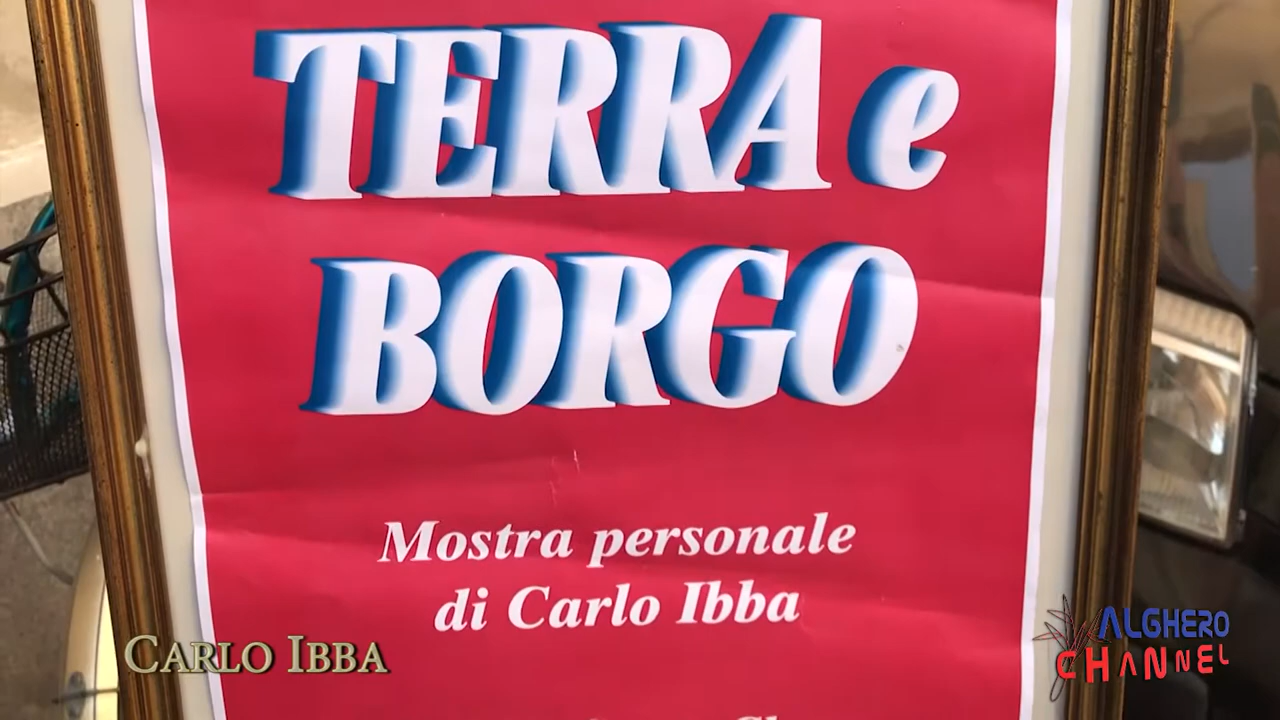 TERRA e
BORGO
Mostra personale
di Carlo Ibba
CARLO IBBA
ALGHERO
CHANNEL